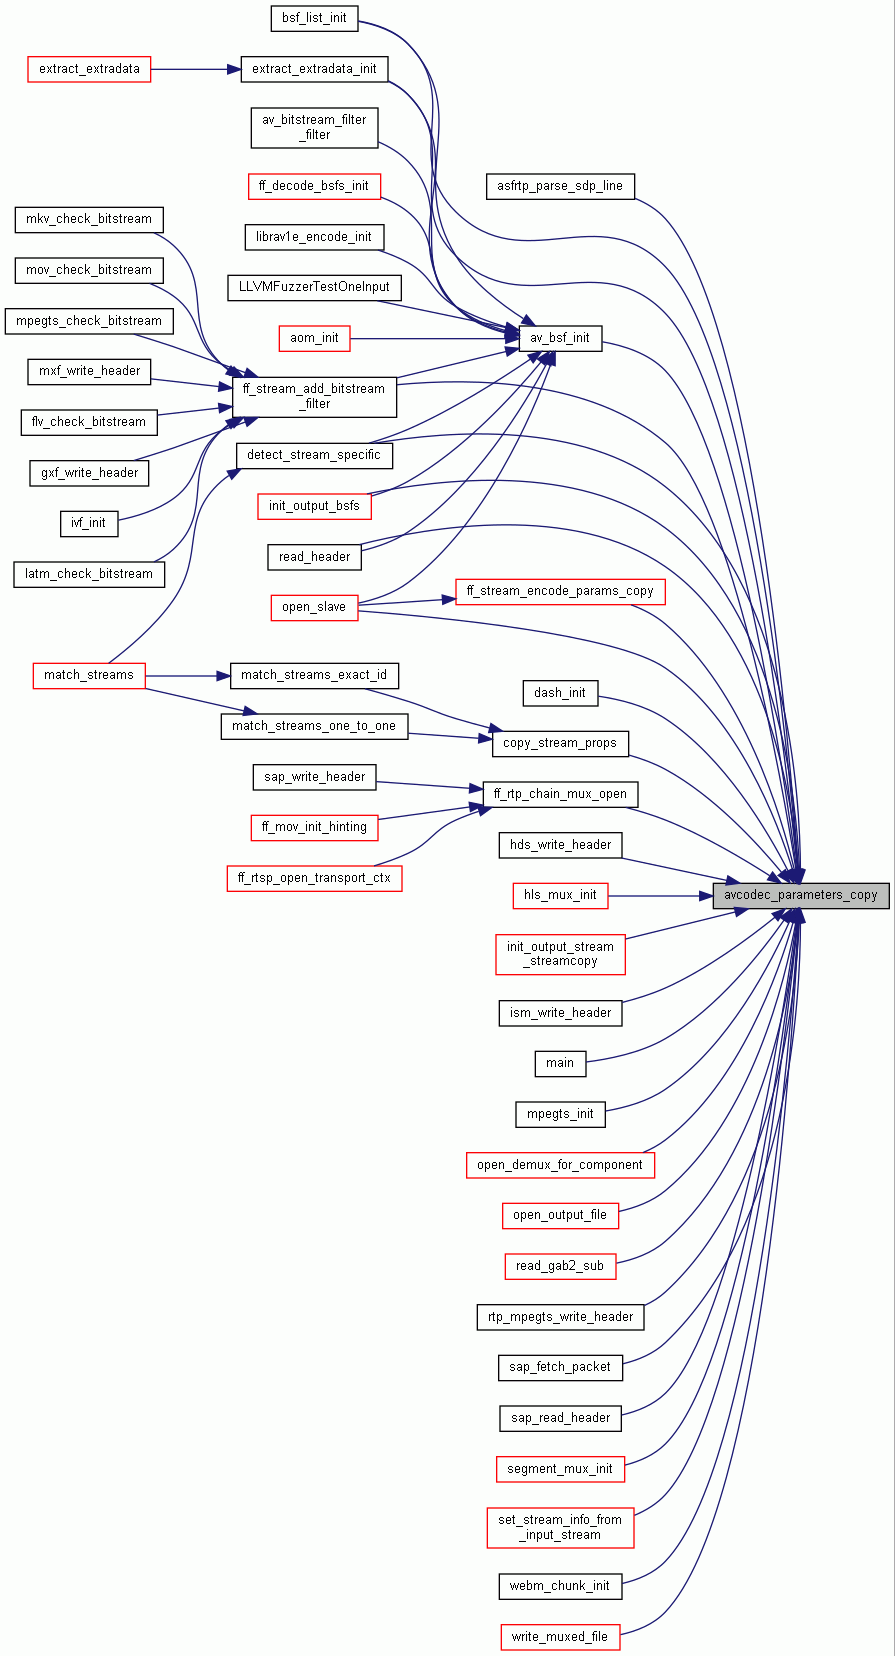 bsf_list_init
extract_extradata
extract_extradata_init
av_bitstream_filter
_filter
ff_decode_bsfs_init
asfrtp_parse_sdp_line
mkv_check_bitstream
librav1e_encode_init
mov_check_bitstream
LLVMFuzzerTestOneInput
mpegts_check_bitstream
aom_init
av_bsf_init
mxf_write_header
ff_stream_add_bitstream
_filter
flv_check_bitstream
detect_stream_specific
gxf_write_header
init_output_bsfs
ivf_init
read_header
latm_check_bitstream
ff_stream_encode_params_copy
open_slave
match_streams
match_streams_exact_id
dash_init
match_streams_one_to_one
copy_stream_props
sap_write_header
ff_rtp_chain_mux_open
ff_mov_init_hinting
hds_write_header
ff_rtsp_open_transport_ctx
hls_mux_init
avcodec_parameters_copy
init_output_stream
_streamcopy
ism_write_header
main
mpegts_init
open_demux_for_component
open_output_file
read_gab2_sub
rtp_mpegts_write_header
sap_fetch_packet
sap_read_header
segment_mux_init
set_stream_info_from
_input_stream
webm_chunk_init
write_muxed_file